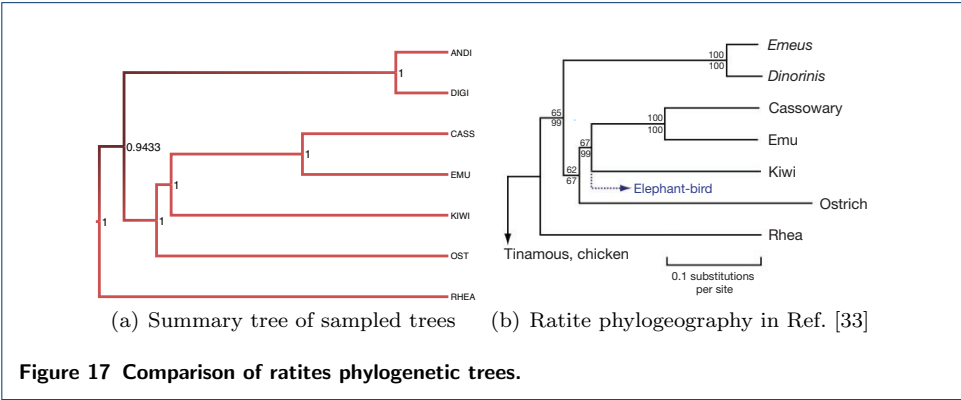 ANDI
1
DIGI
CASS
0.9433
1
EMU
1
KIWI
1
1
OST
RHEA
Emeus
100
100
Dinorinis
Cassowary
65
99
100
100
Emu
67
99
Kiwi
62
67
Elephant-bird
Ostrich
Rhea
Tinamous, chicken
0.1 substitutions
per site
(a) Summary tree of sampled trees
(b) Ratite phylogeography in Ref. [33]
Figure 17 Comparison of ratites phylogenetic trees.